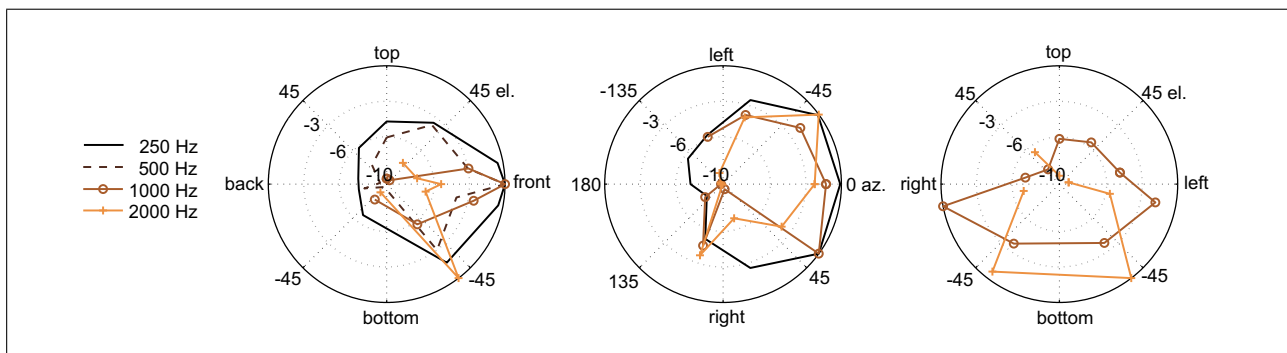 250 Hz
500 Hz
1000 Hz
2000 Hz
top
45
45 el.
-3
-6
-10
back
front
-45
-45
bottom
left
-135
-45
-3
-6
-10
180
0 az.
135
45
right
top
45
45 el.
-3
-6
-10
right
left
-45
-45
bottom